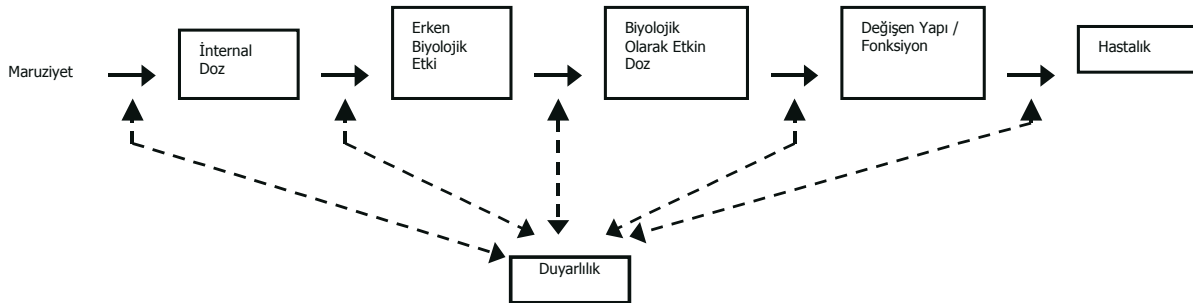 Maruziyet
İnternal
Doz
Erken
Biyolojik
Etki
Biyolojik
Olarak Etkin
Doz
Değişen Yapı /
Fonksiyon
Hastalık
Duyarlılık